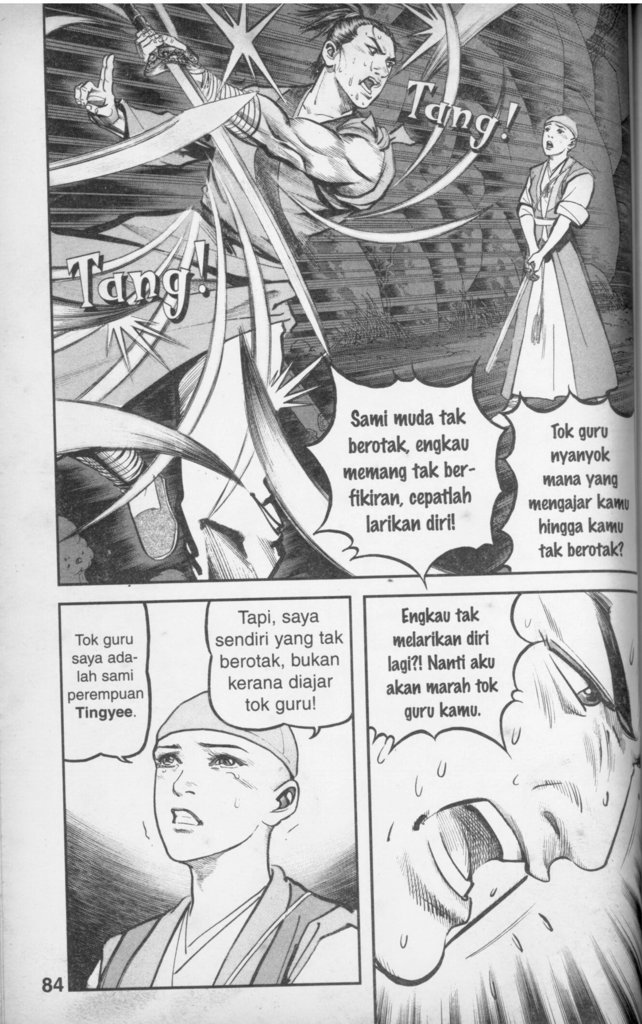 Tang!
Tang!
Sami muda tak
berotak, engkau
memang tak ber-
fikiran, cepatlah
larikan diri!
Tok guru
nyanyok
mana yang
mengajar kamu
hingga kamu
tak berotak?
Tok guru
saya ada-
lah sami
perempuan
Tingyee.
Tapi, saya
sendiri yang tak
berotak, bukan
kerana diajar
tok guru!
Engkau tak
melarikan diri
lagi?! Nanti aku
akan marah tok
guru kamu.
84